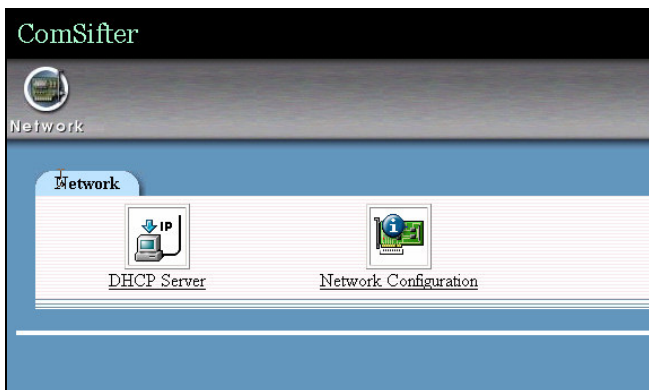 ComSifter
Network
Network
IP
DHCP Server
Network Configuration